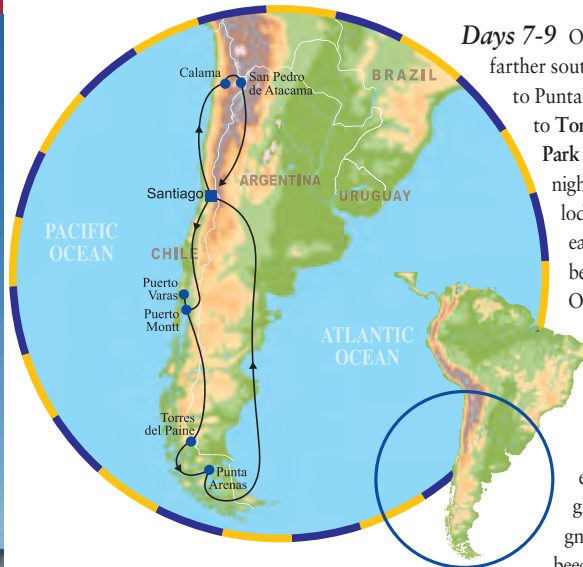 Calama
San Pedro
de Atacama
BRAZIL
Santiago
ARGENTINA
URUGUAY
PACIFIC
OCEAN
CHILE
Puerto
Varas
Puerto
Montt
ATLANTIC
OCEAN
Torres
del Paine
Punta
Arenas
Days 7-9 O
farther sout
to Punta
to Tor
Park
nigh
lod
ea
be
O
e
g
gn
beec